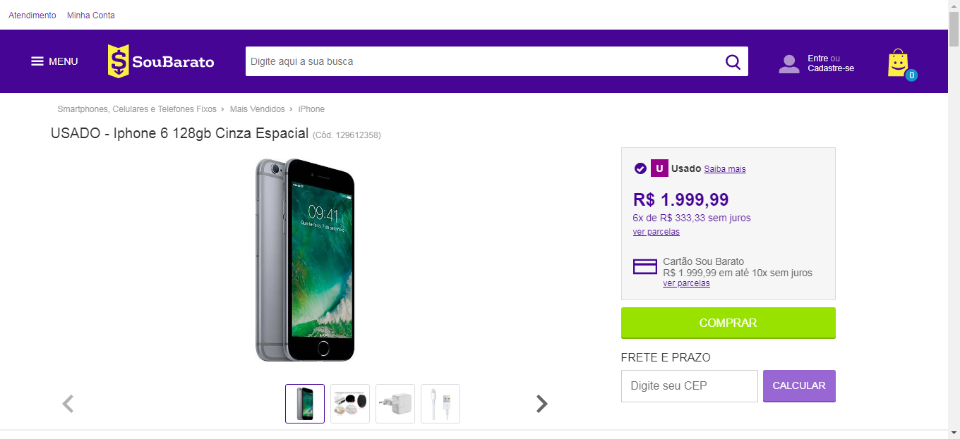 Atendimento Minha Conta
MENU
SouBarato
Digite aqui a sua busca
Entre ou
Cadastre-se
0
Smartphones, Celulares e Telefones Fixos › Mais Vendidos › iPhone
USADO - Iphone 6 128gb Cinza Espacial (Cód. 129612358)
09:41
U Usado Saiba mais
R$ 1.999,99
6x de R$ 333,33 sem juros
ver parcelas
Cartão Sou Barato
R$ 1.999,99 em até 10x sem juros
ver parcelas
COMPRAR
FRETE E PRAZO
Digite seu CEP
CALCULAR